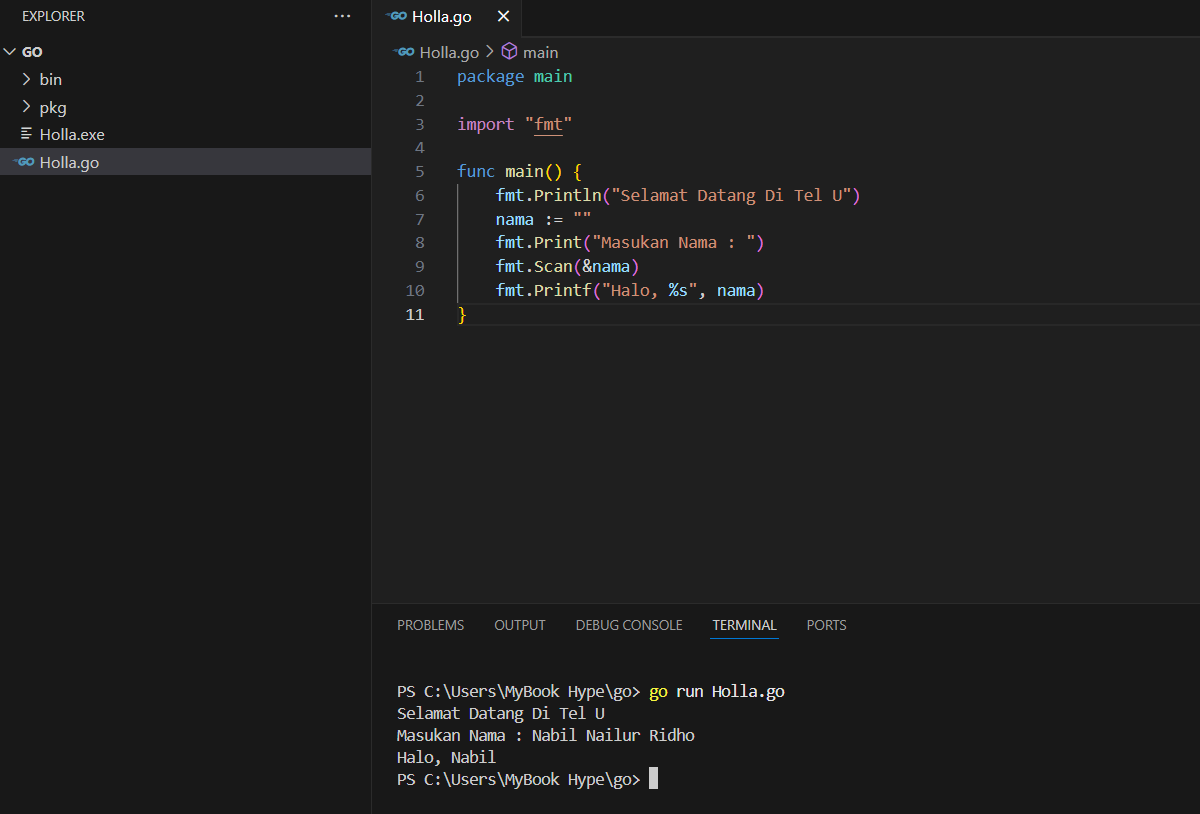 EXPLORER
GO
bin
pkg
Holla.exe
GO Holla.go
GO Holla.go
GO Holla.go > main
1 package main
2
3 import "fmt"
4
5 func main() {
6 fmt.Println("Selamat Datang Di Tel U")
7 nama := ""
8 fmt.Print("Masukan Nama : ")
9 fmt.Scan(&nama)
10 fmt.Printf("Halo, %s", nama)
11 }
PROBLEMS OUTPUT DEBUG CONSOLE TERMINAL PORTS
PS C:\Users\MyBook Hype\go> go run Holla.go
Selamat Datang Di Tel U
Masukan Nama : Nabil Nailur Ridho
Halo, Nabil
PS C:\Users\MyBook Hype\go>